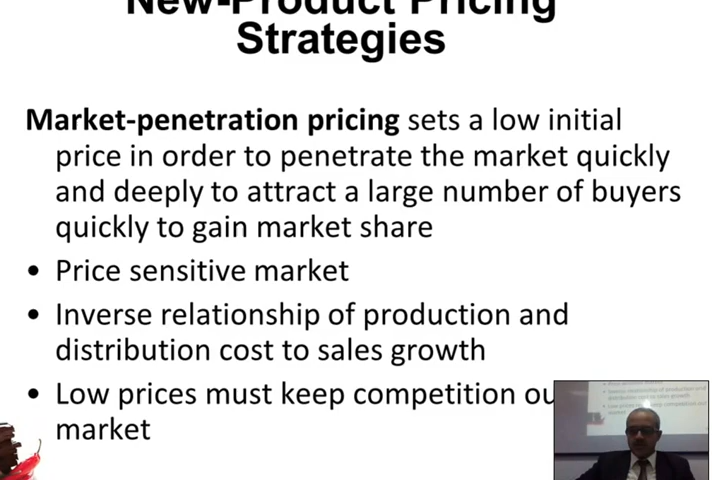 New-Product Pricing
Strategies
Market-penetration pricing sets a low initial
price in order to penetrate the market quickly
and deeply to attract a large number of buyers
quickly to gain market share
• Price sensitive market
• Inverse relationship of production and
distribution cost to sales growth
• Low prices must keep competition ou
market